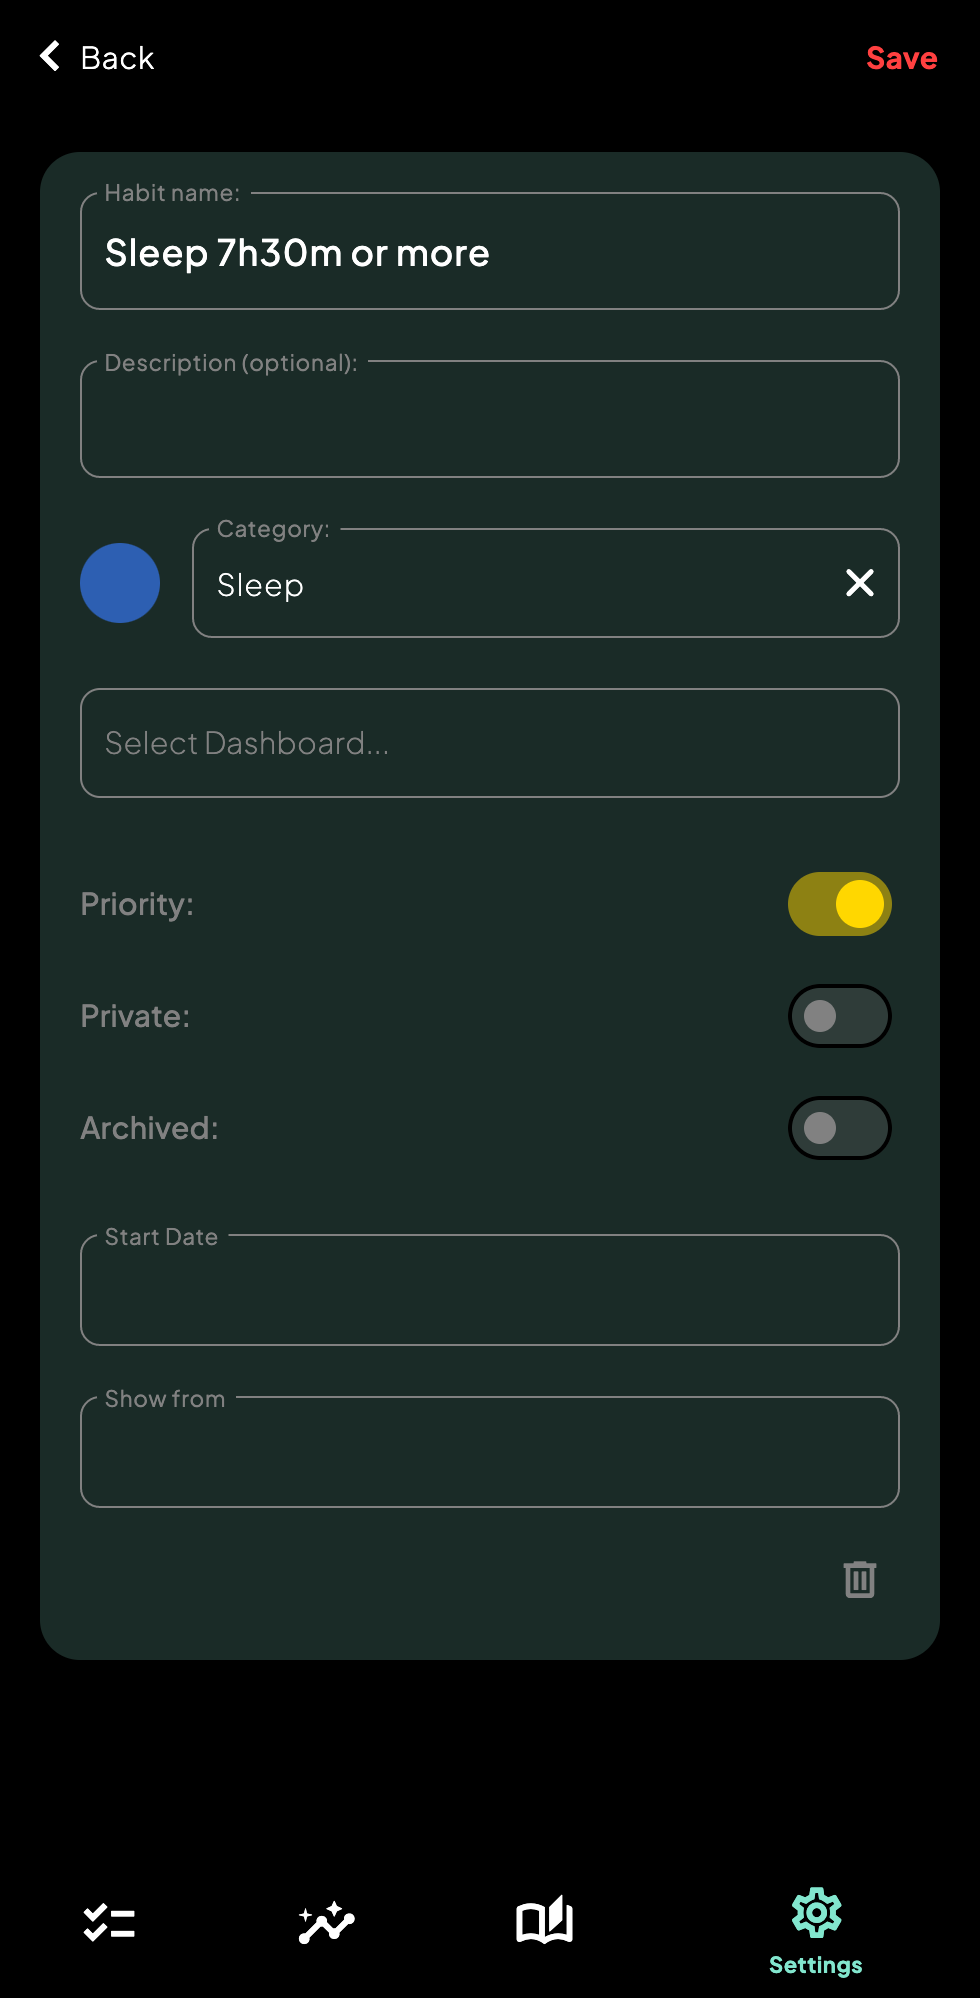 Back
Save
Habit name:
Sleep 7h30m or more
Description (optional):
Category:
Sleep
Select Dashboard...
Priority:
Private:
Archived:
Start Date
Show from
Settings